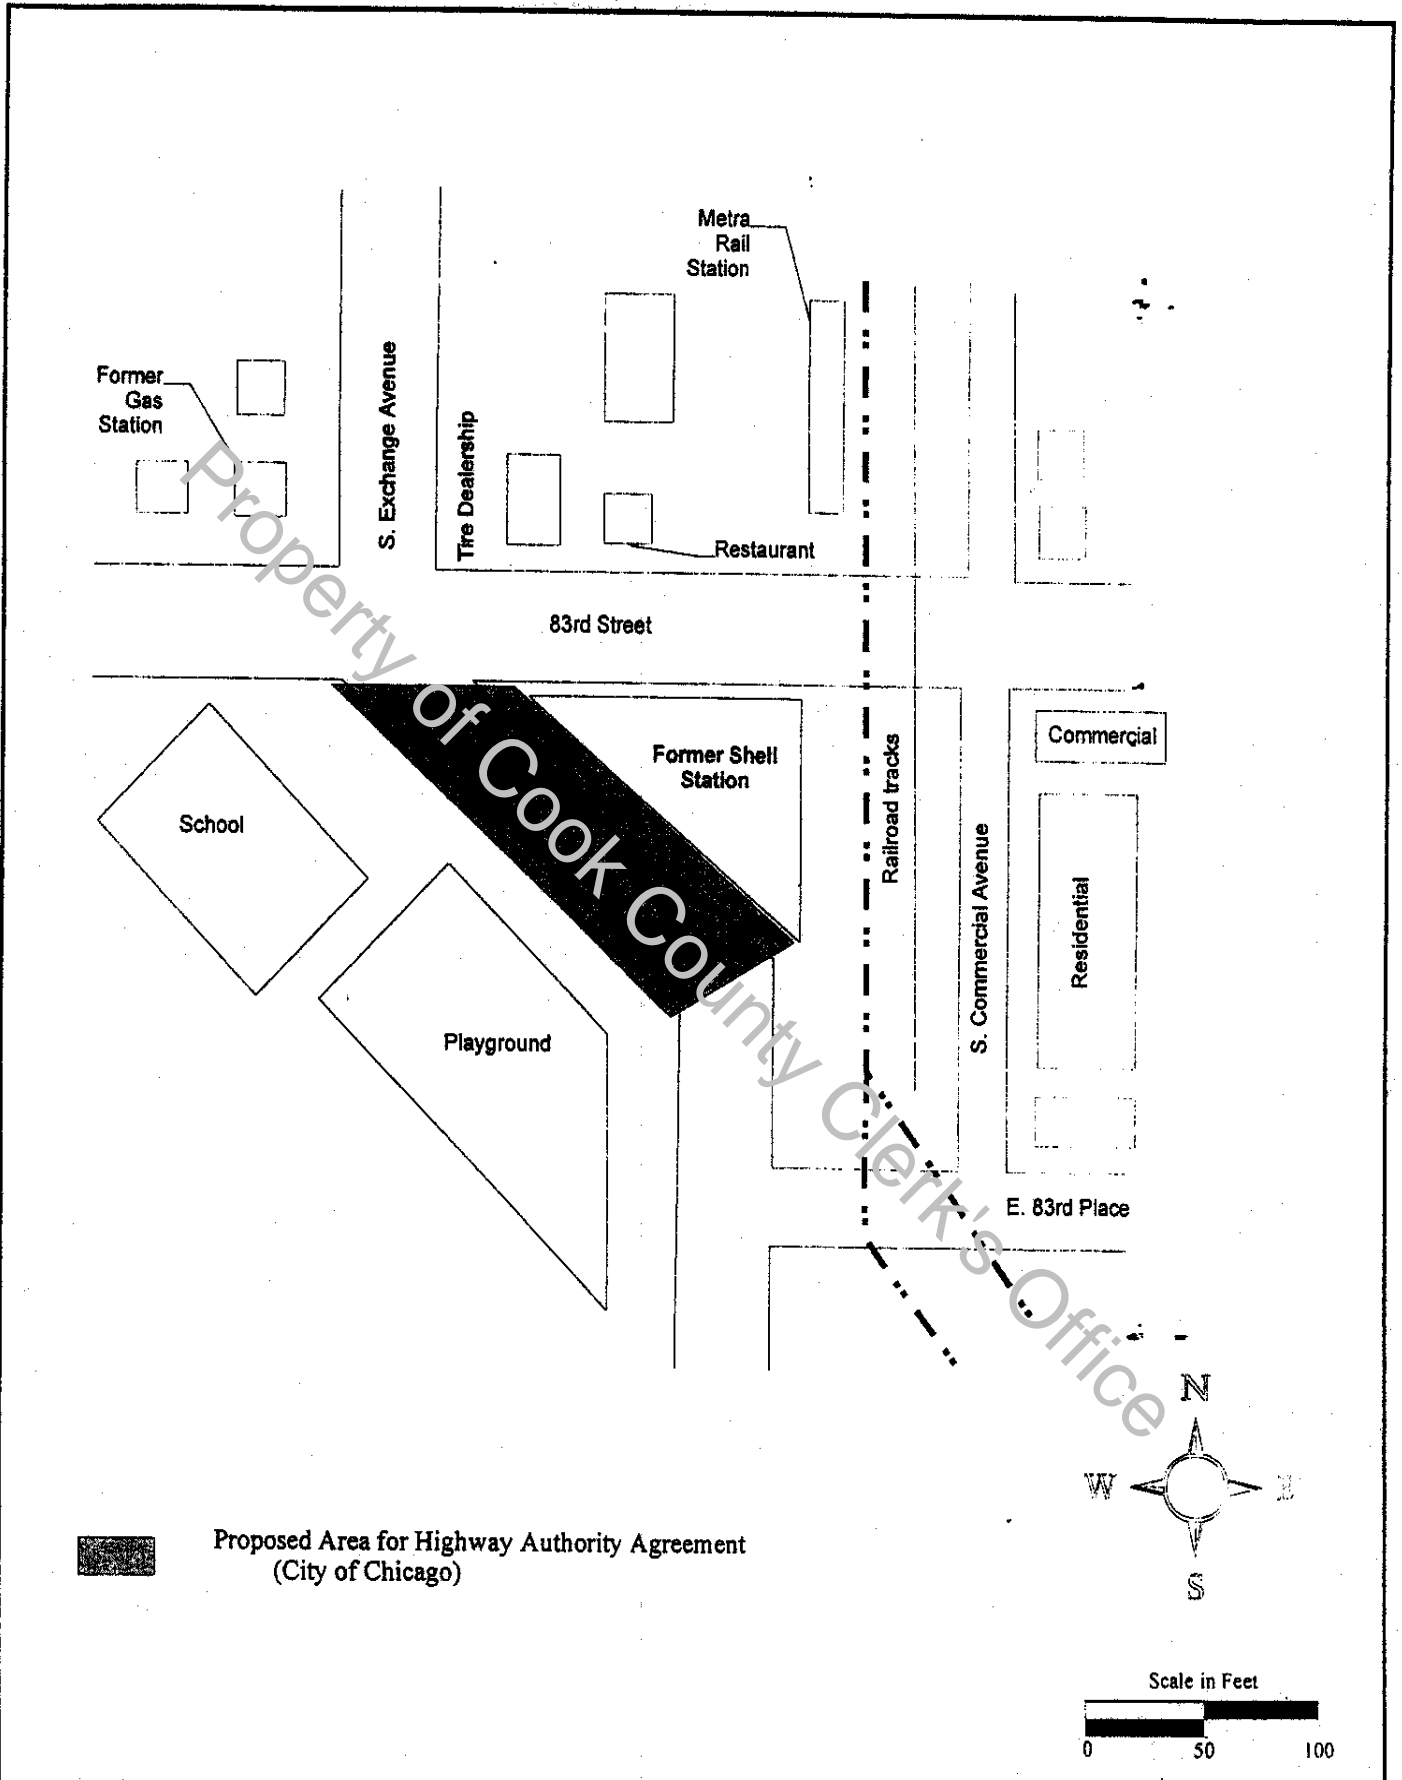 Metra
Rail
Station
Former
Gas
Station
S. Exchange Avenue
Tire Dealership
Restaurant
83rd Street
Former Shell
Station
Commercial
School
Railroad tracks
S. Commercial Avenue
Residential
Playground
E. 83rd Place
Property of Cook County Clerk's Office
N
W
E
S
Proposed Area for Highway Authority Agreement
(City of Chicago)
Scale in Feet
0 50 100